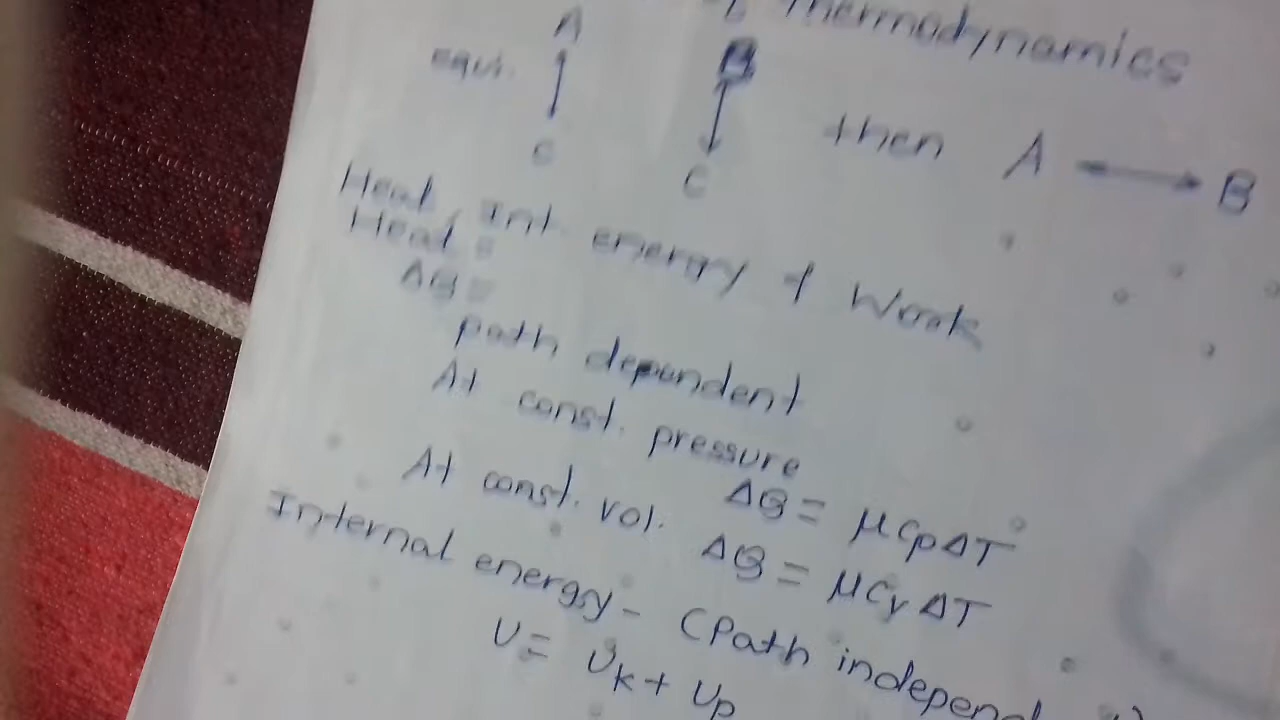 Thermodynamics
A B
equi. then A ⟷ B
C C
Heat, Int. energy & Work
Heat =
ΔQ =
path dependent
At const. pressure
ΔQ = μCpΔT
At const. vol. ΔQ = μCvΔT
Internal energy - (Path
U = Uk + Up